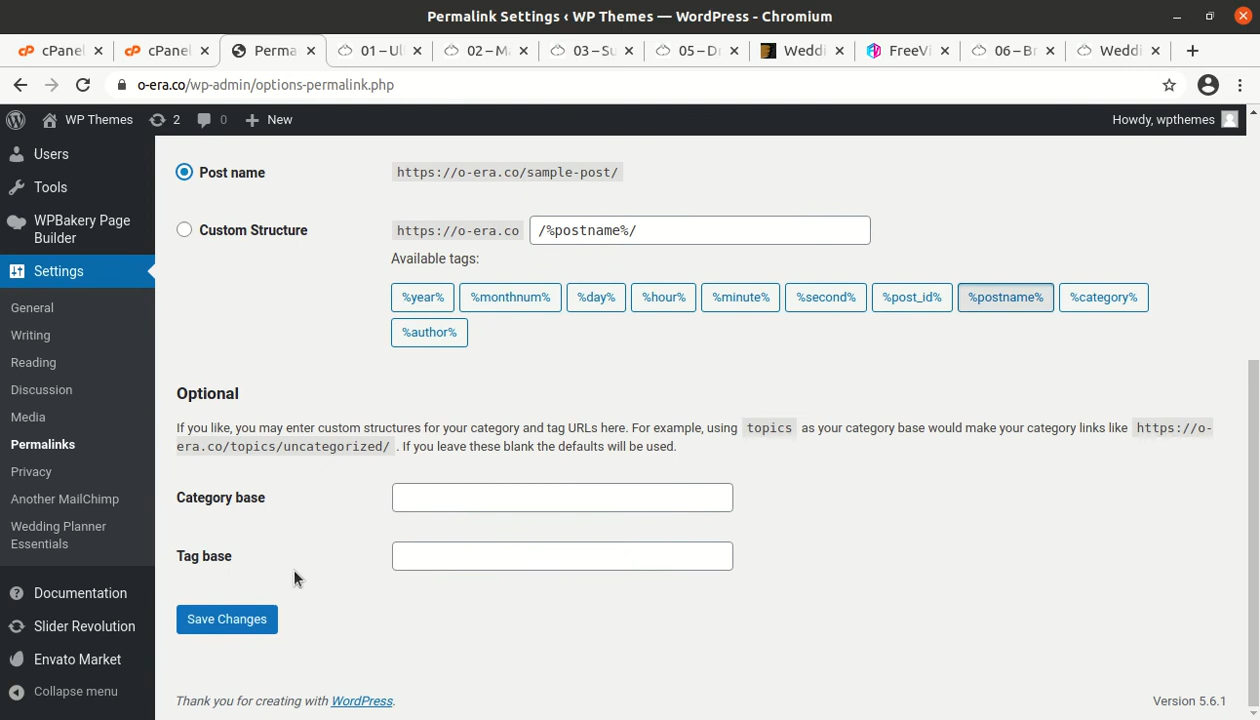 Permalink Settings ‹ WP Themes — WordPress - Chromium
cPanel
cPanel
Perma
01 – Ul
02 – M
03 – Su
05 – D
Weddi
FreeVi
06 – Br
Weddi
o-era.co/wp-admin/options-permalink.php
WP Themes
2
0
New
Howdy, wpthemes
Users
Tools
WPBakery Page
Builder
Settings
General
Writing
Reading
Discussion
Media
Permalinks
Privacy
Another MailChimp
Wedding Planner
Essentials
Documentation
Slider Revolution
Envato Market
Collapse menu
Post name
https://o-era.co/sample-post/
Custom Structure
https://o-era.co
/%postname%/
Available tags:
%year%
%monthnum%
%day%
%hour%
%minute%
%second%
%post_id%
%postname%
%category%
%author%
Optional
If you like, you may enter custom structures for your category and tag URLs here. For example, using topics as your category base would make your category links like https://o-
era.co/topics/uncategorized/ . If you leave these blank the defaults will be used.
Category base
Tag base
Save Changes
Thank you for creating with WordPress.
Version 5.6.1